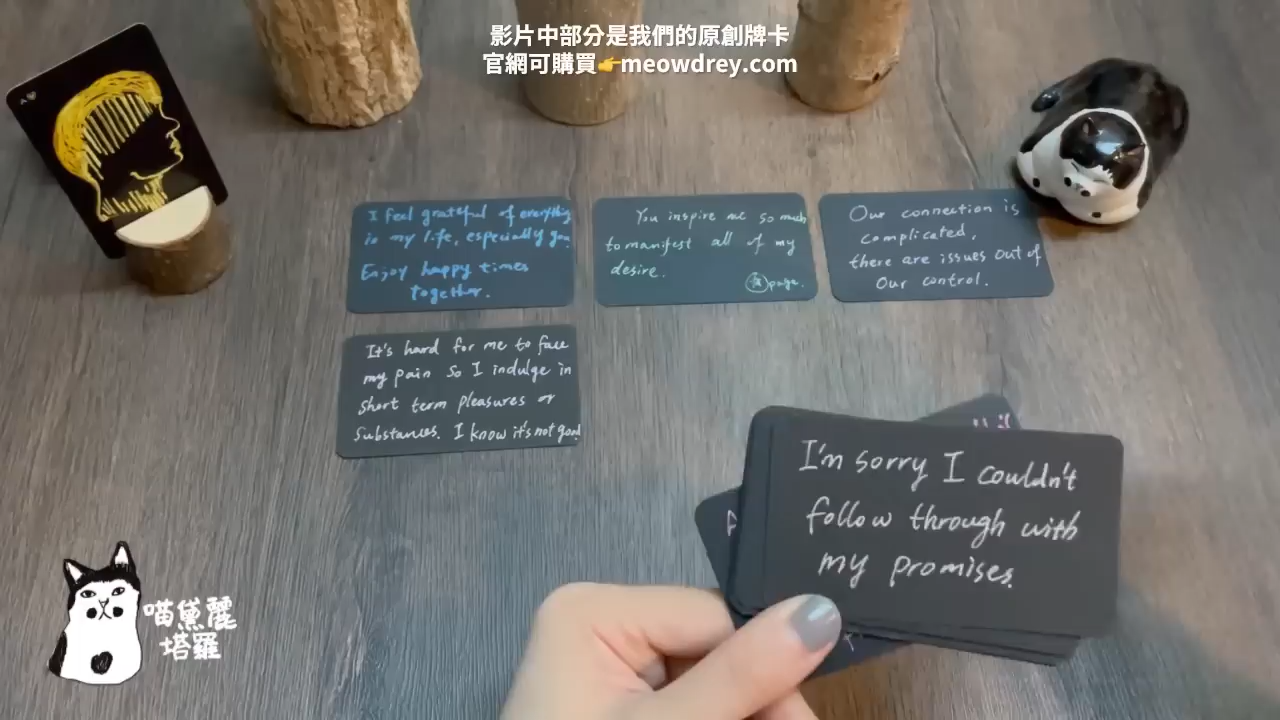 影片中部分是我們的原創牌卡
官網可購買👉meowdrey.com
A
I feel grateful of everything
in my life, especially you.
Enjoy happy times
together.
You inspire me so much
to manifest all of my
desire.
page.
Our connection is
complicated,
there are issues out of
our control.
It's hard for me to face
my pain so I indulge in
short term pleasures or
substances. I know it's not good
I'm sorry I couldn't
follow through with
my promises.
喵黛麗
塔羅